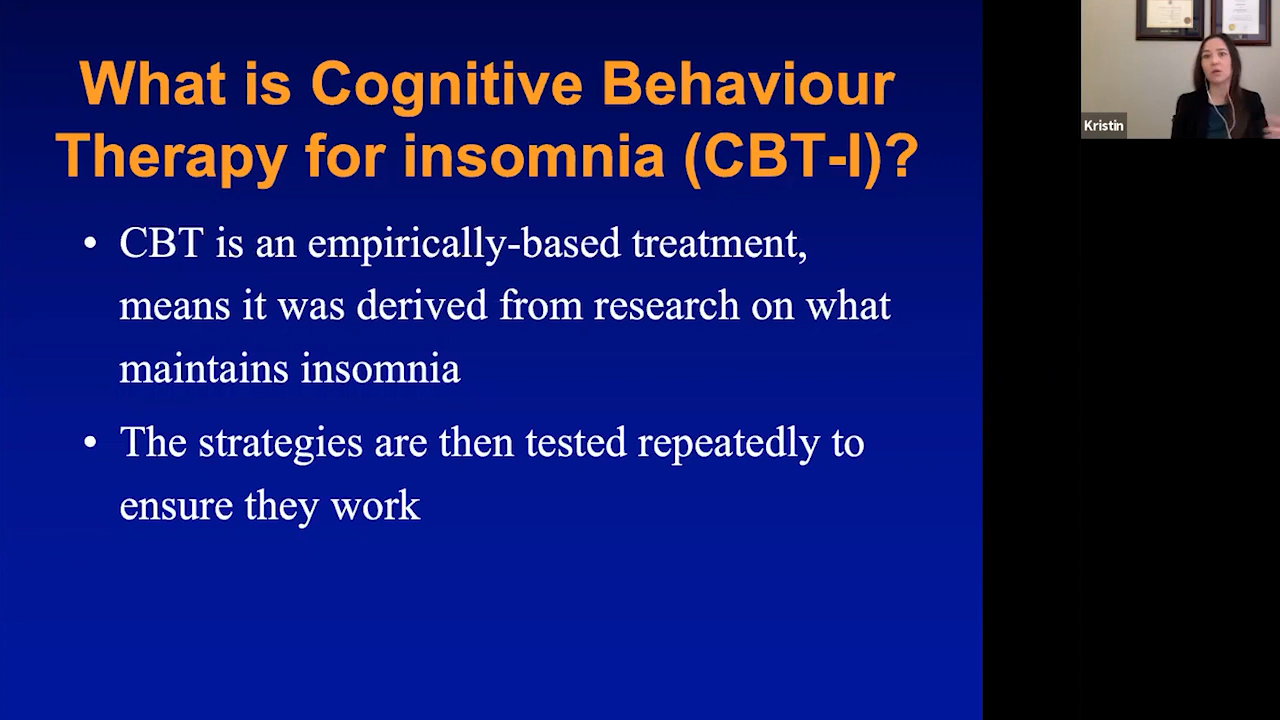 What is Cognitive Behaviour
Therapy for insomnia (CBT-I)?
• CBT is an empirically-based treatment,
means it was derived from research on what
maintains insomnia
• The strategies are then tested repeatedly to
ensure they work
Kristin